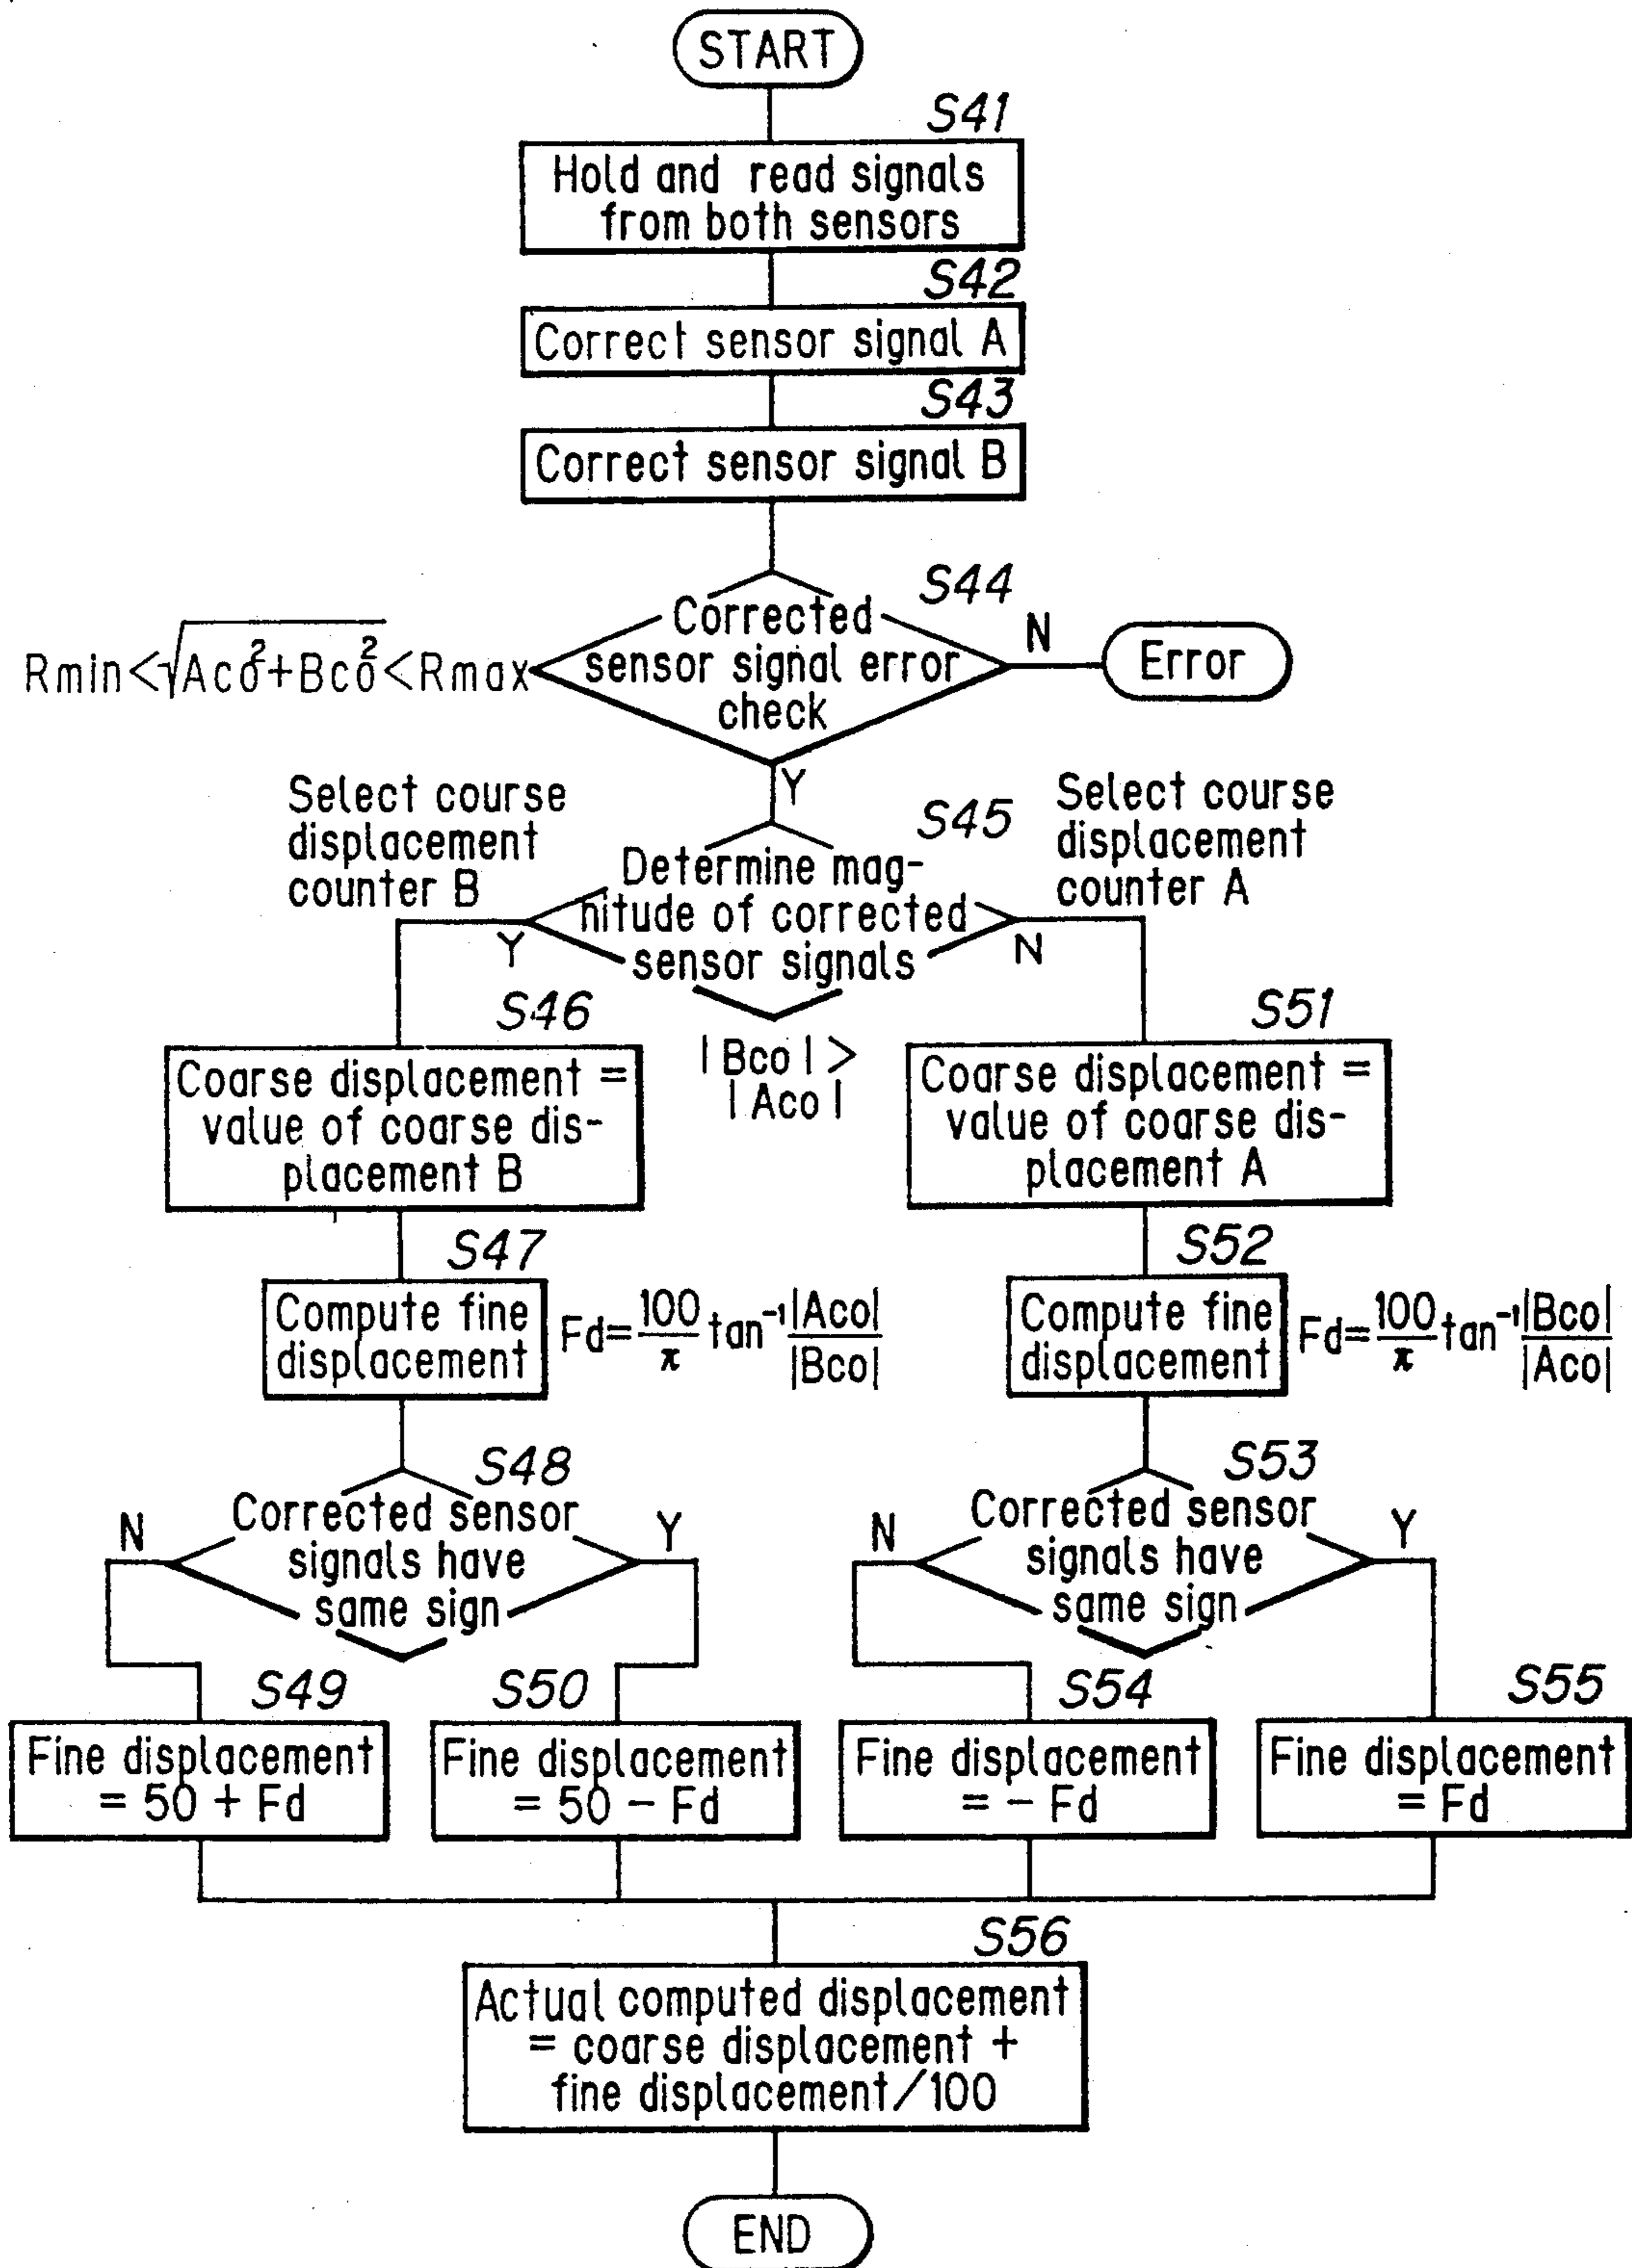 START
S41
Hold and read signals
from both sensors
S42
Correct sensor signal A
S43
Correct sensor signal B
S44
Corrected
sensor signal error
check
N
Error
Rmin<√Aco²+Bco²<Rmax
Y
Select course
displacement
counter B
S45
Determine mag-
nitude of corrected
sensor signals
Select course
displacement
counter A
Y
N
|Bco| >
|Aco|
S46
Coarse displacement =
value of coarse dis-
placement B
S51
Coarse displacement =
value of coarse dis-
placement A
S47
Compute fine
displacement
Fd=100/π tan⁻¹|Aco|/|Bco|
S52
Compute fine
displacement
Fd=100/π tan⁻¹|Bco|/|Aco|
S48
Corrected sensor
signals have
same sign
N
Y
S53
Corrected sensor
signals have
same sign
N
Y
S49
Fine displacement
= 50 + Fd
S50
Fine displacement
= 50 - Fd
S54
Fine displacement
= - Fd
S55
Fine displacement
= Fd
S56
Actual computed displacement
= coarse displacement +
fine displacement/100
END